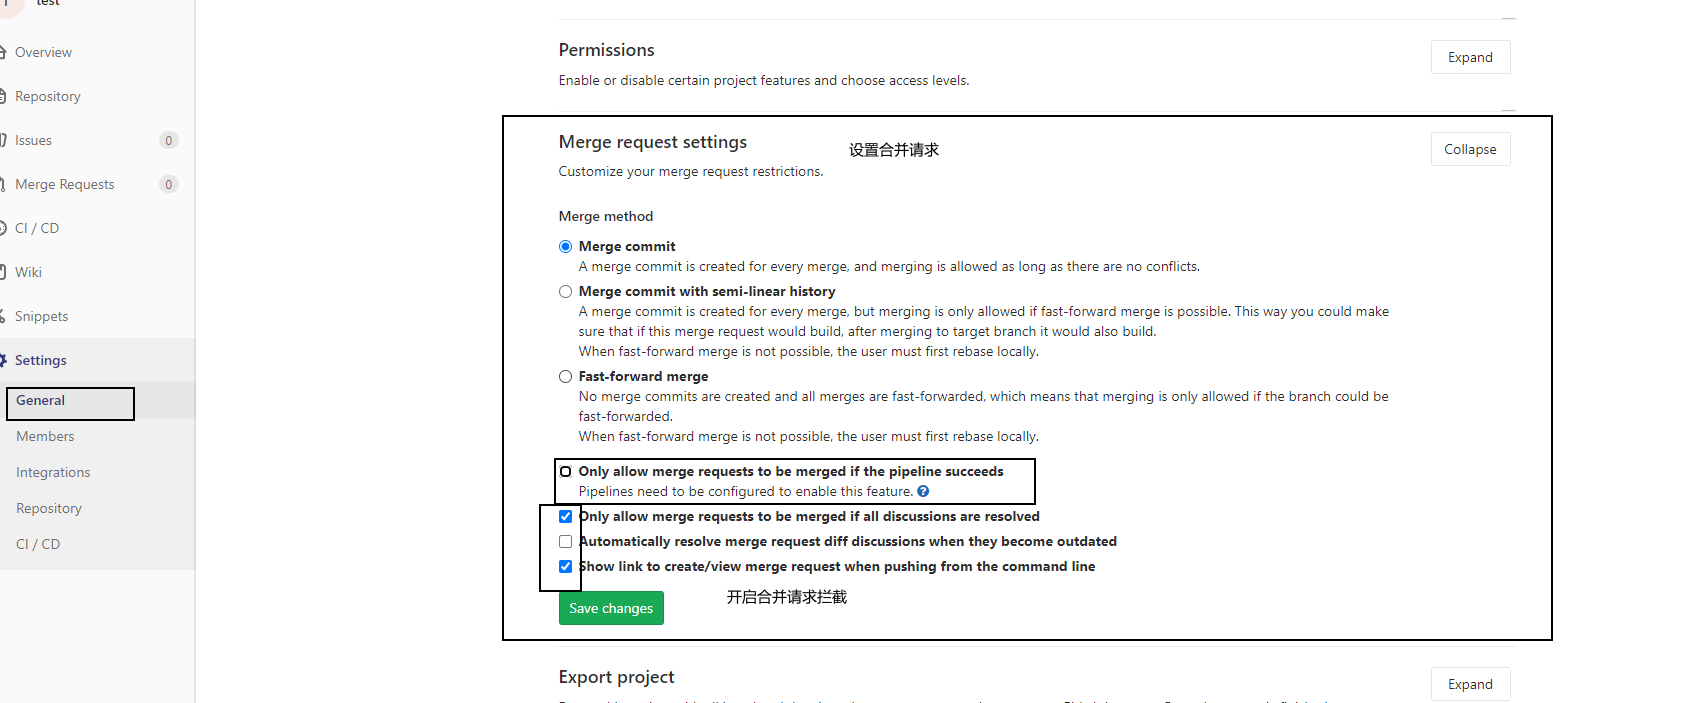 test
Overview
Repository
Issues 0
Merge Requests 0
CI / CD
Wiki
Snippets
Settings
General
Members
Integrations
Repository
CI / CD
Permissions
Expand
Enable or disable certain project features and choose access levels.
Merge request settings
设置合并请求
Collapse
Customize your merge request restrictions.
Merge method
Merge commit
A merge commit is created for every merge, and merging is allowed as long as there are no conflicts.
Merge commit with semi-linear history
A merge commit is created for every merge, but merging is only allowed if fast-forward merge is possible. This way you could make
sure that if this merge request would build, after merging to target branch it would also build.
When fast-forward merge is not possible, the user must first rebase locally.
Fast-forward merge
No merge commits are created and all merges are fast-forwarded, which means that merging is only allowed if the branch could be
fast-forwarded.
When fast-forward merge is not possible, the user must first rebase locally.
Only allow merge requests to be merged if the pipeline succeeds
Pipelines need to be configured to enable this feature. ?
Only allow merge requests to be merged if all discussions are resolved
Automatically resolve merge request diff discussions when they become outdated
Show link to create/view merge request when pushing from the command line
开启合并请求拦截
Save changes
Export project
Expand